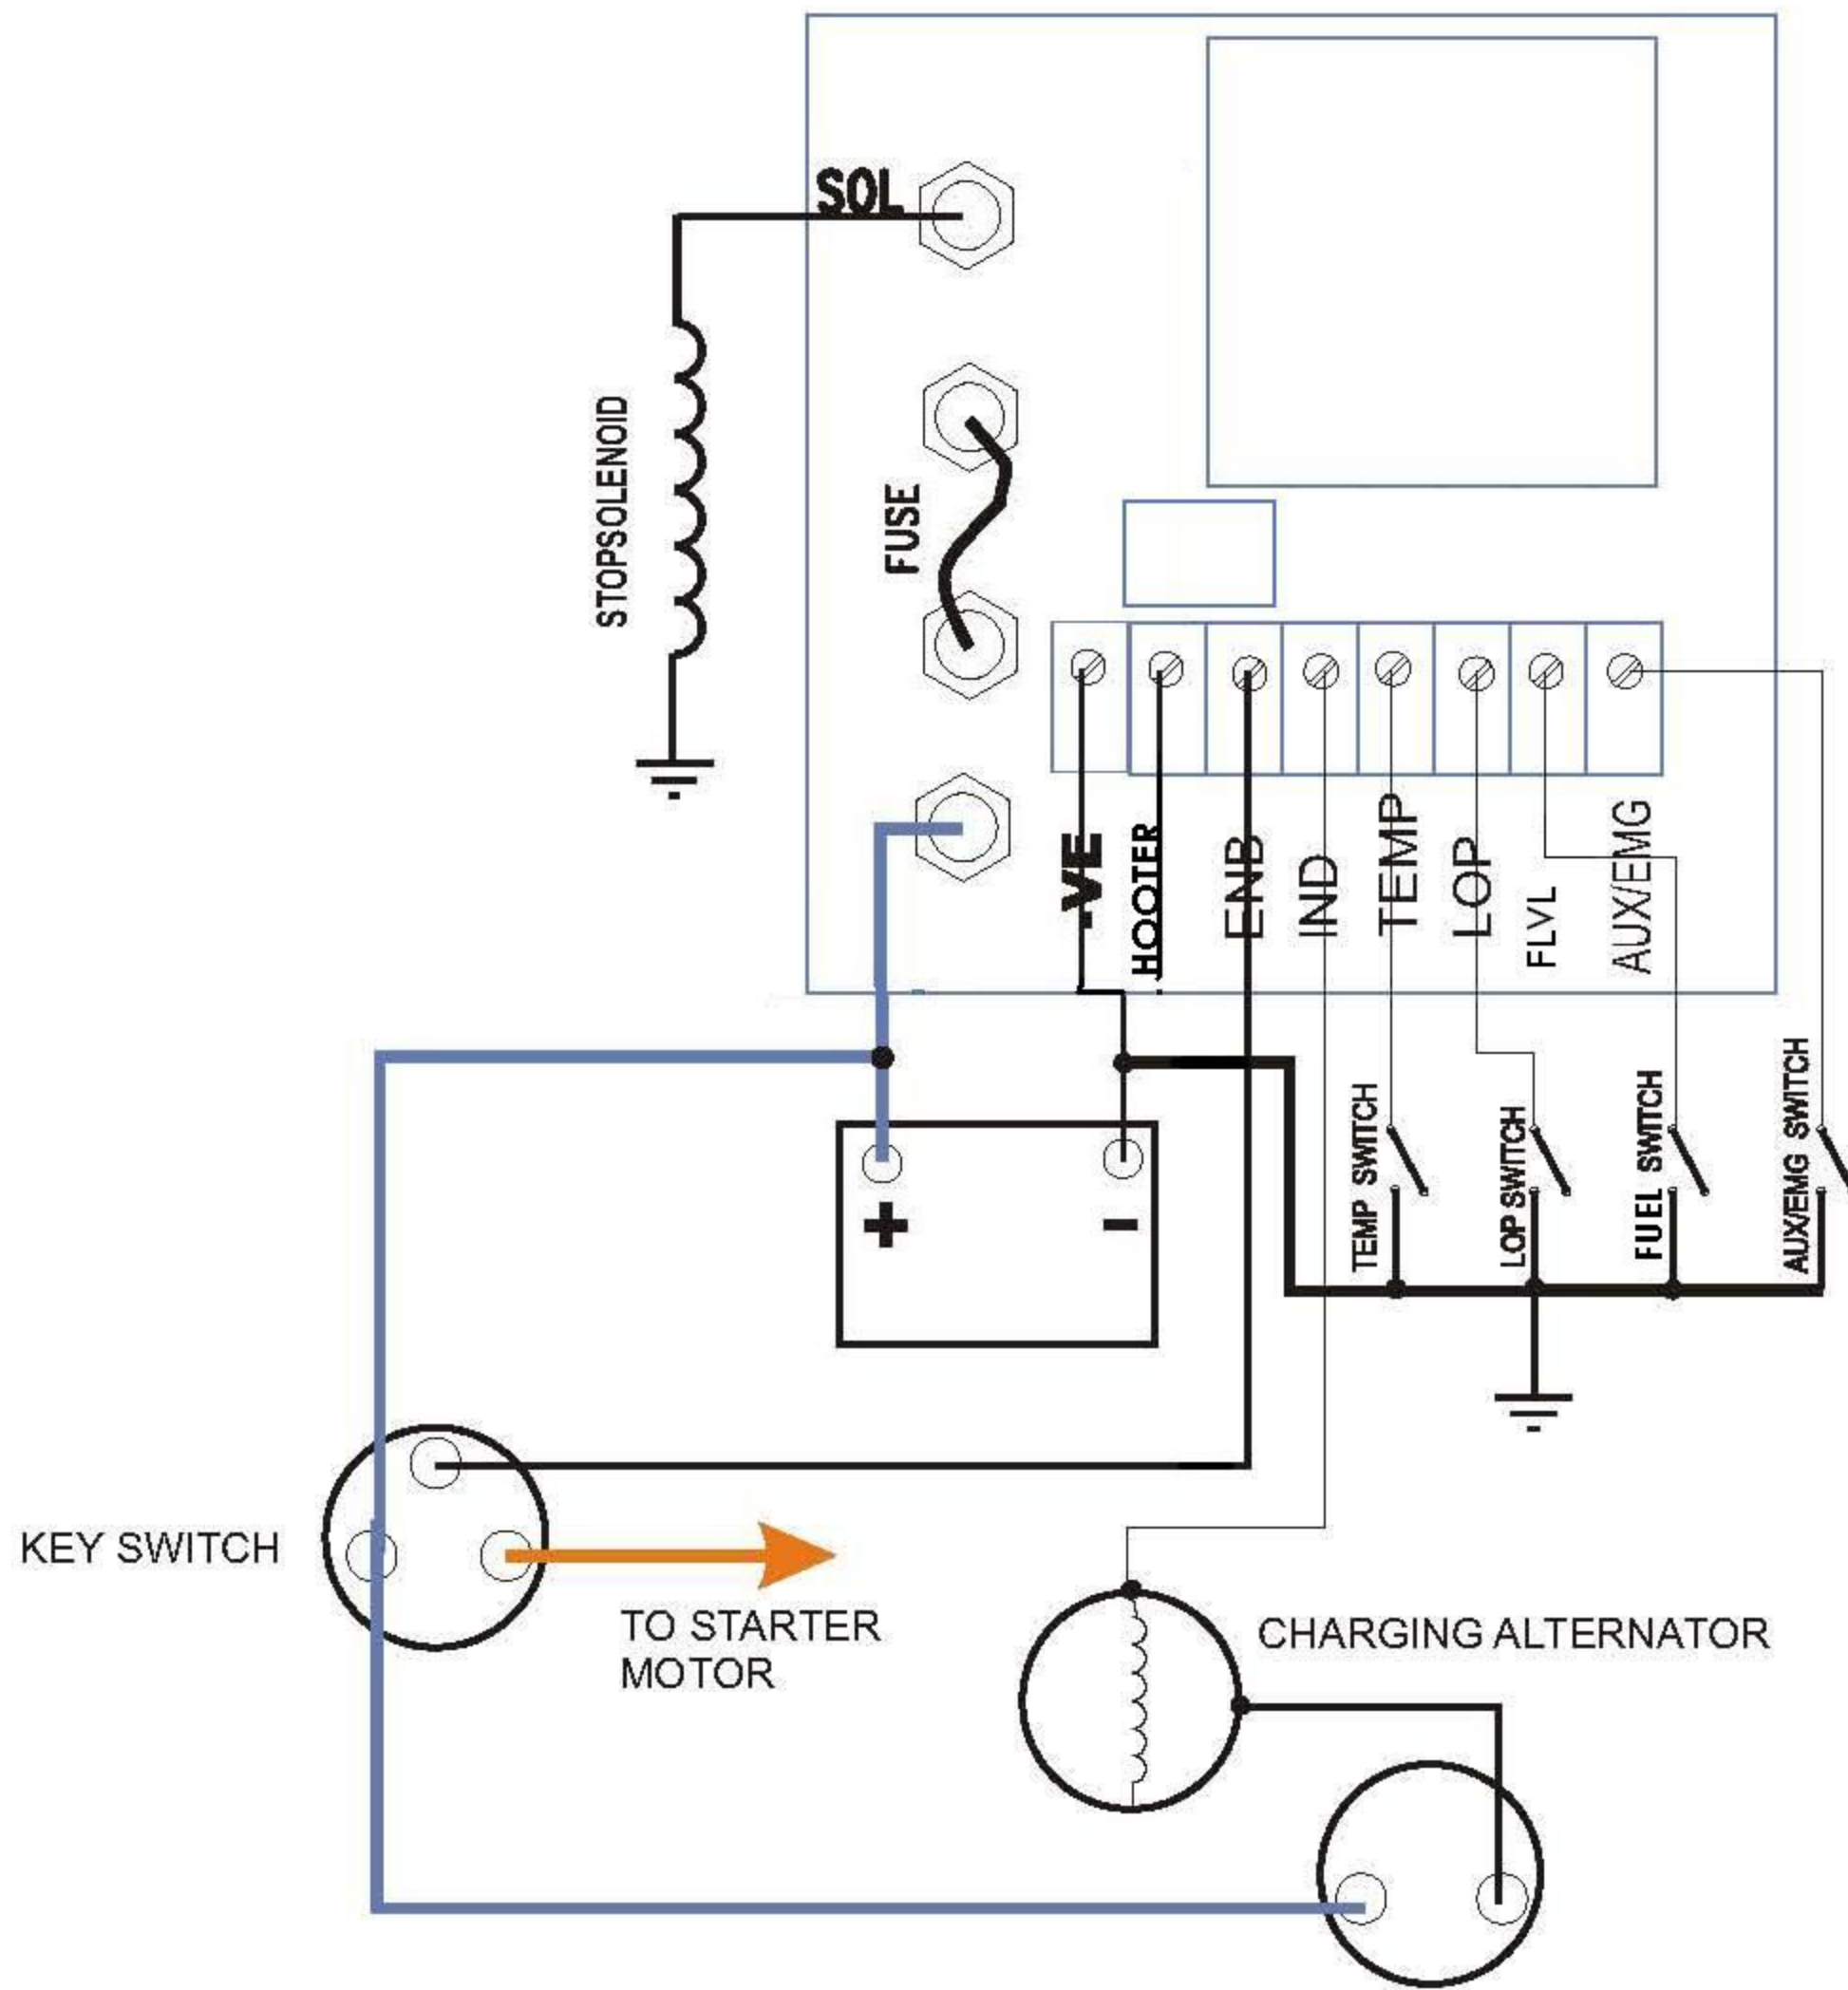 SOL
STOPSOLENOID
FUSE
-VE
HOOTER
ENB
IND
TEMP
LOP
FLVL
AUX/EMG
TEMP SWITCH
LOP SWITCH
FUEL SWITCH
AUX/EMG SWITCH
+
-
KEY SWITCH
TO STARTER
MOTOR
CHARGING ALTERNATOR